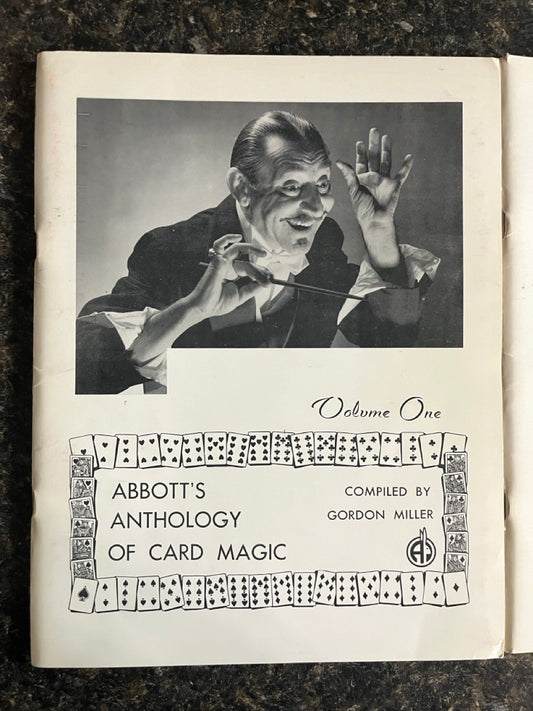 Volume One
ABBOTT'S
ANTHOLOGY
OF CARD MAGIC
COMPILED BY
GORDON MILLER